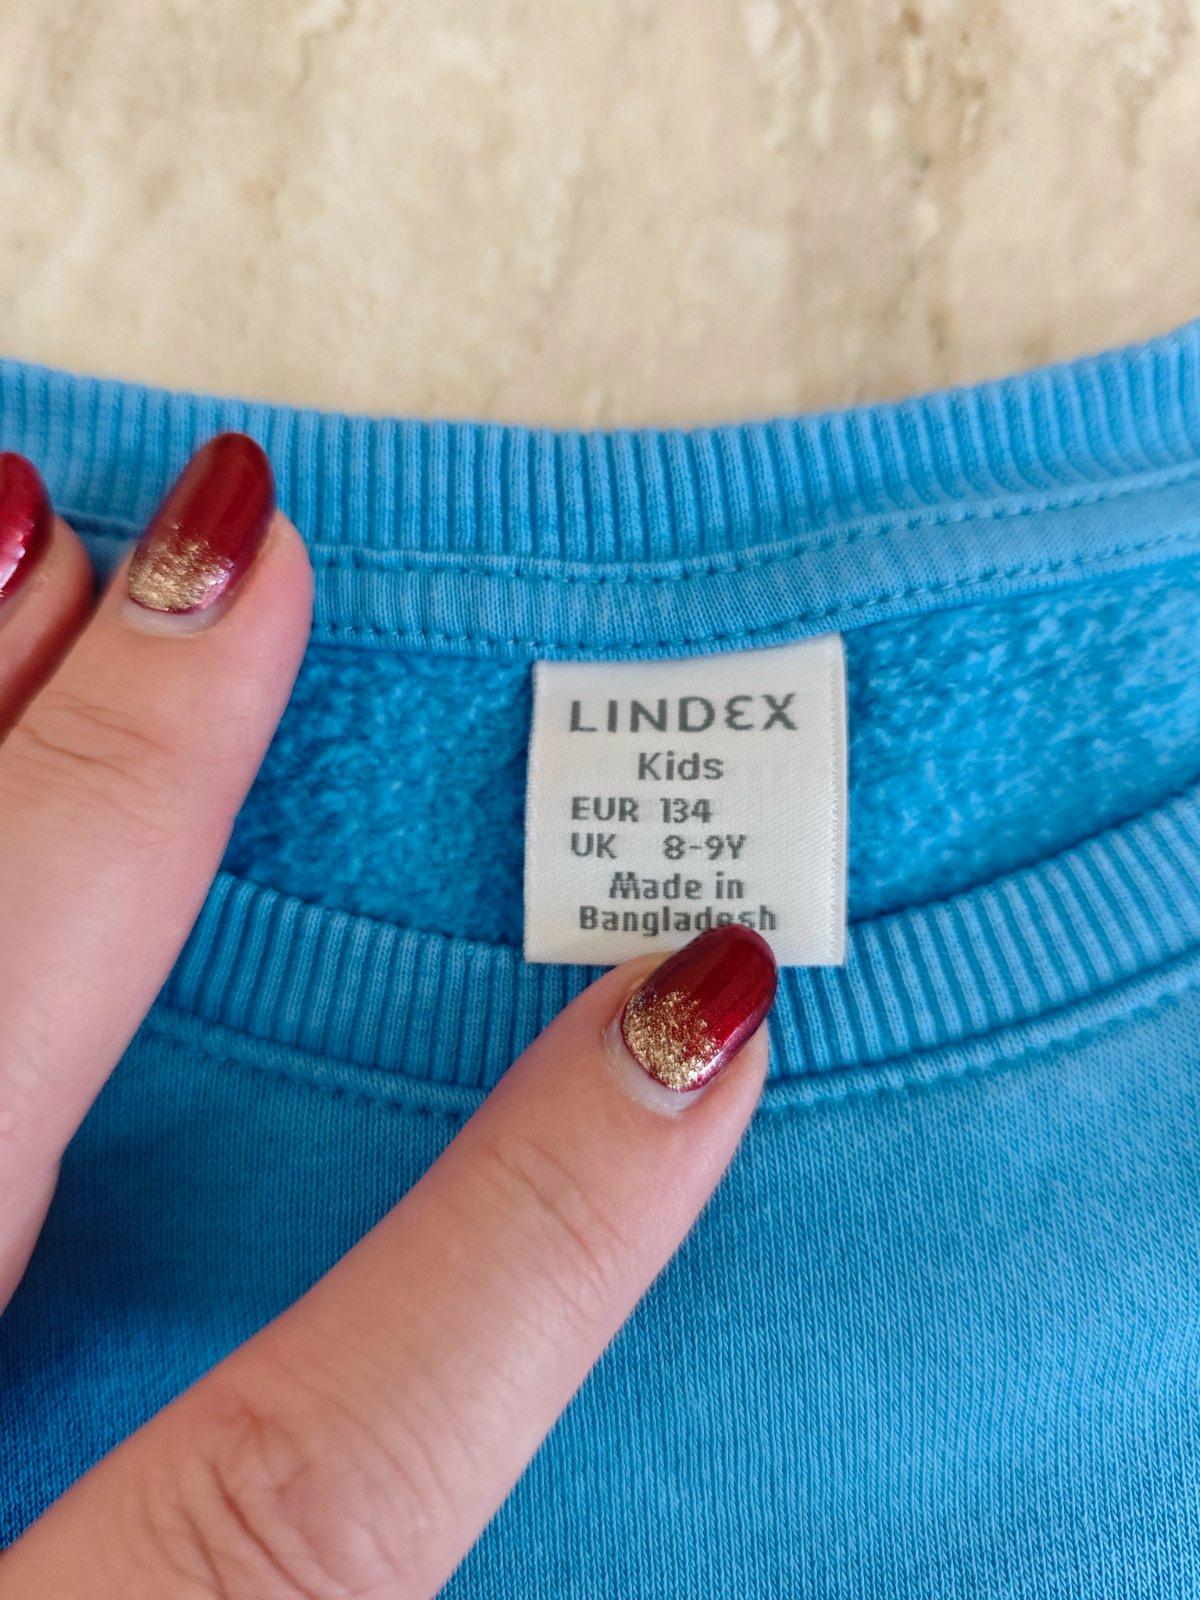 LINDEX
Kids
EUR 134
UK 8-9Y
Made in
Bangladesh